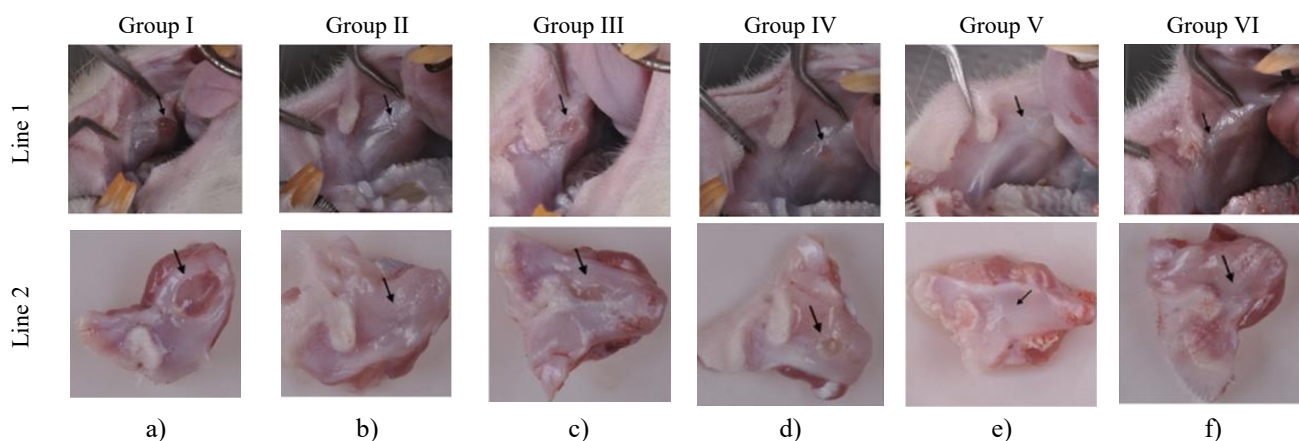 Group I Group II Group III Group IV Group V Group VI
Line 1
Line 2
a) b) c) d) e) f)